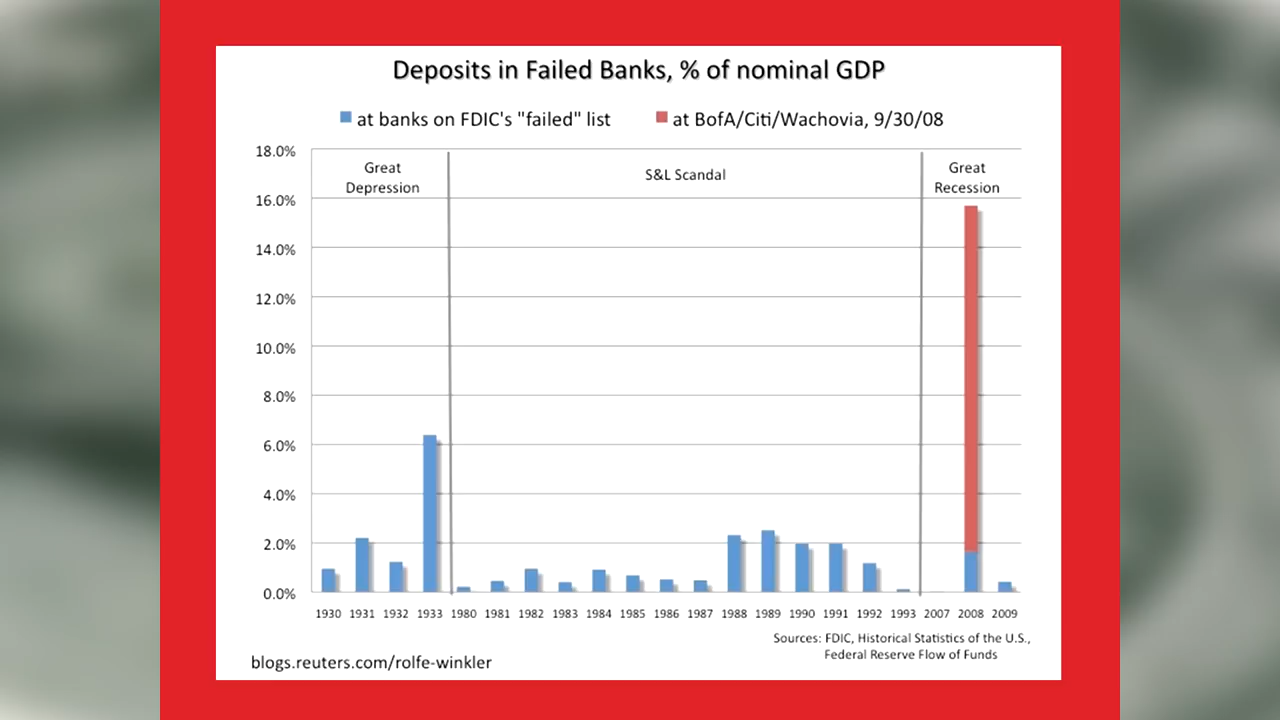 Deposits in Failed Banks, % of nominal GDP
at banks on FDIC's "failed" list
at BofA/Citi/Wachovia, 9/30/08
18.0%
16.0%
14.0%
12.0%
10.0%
8.0%
6.0%
4.0%
2.0%
0.0%
Great
Depression
S&L Scandal
Great
Recession
1930 1931 1932 1933 1980 1981 1982 1983 1984 1985 1986 1987 1988 1989 1990 1991 1992 1993 2007 2008 2009
Sources: FDIC, Historical Statistics of the U.S.,
Federal Reserve Flow of Funds
blogs.reuters.com/rolfe-winkler